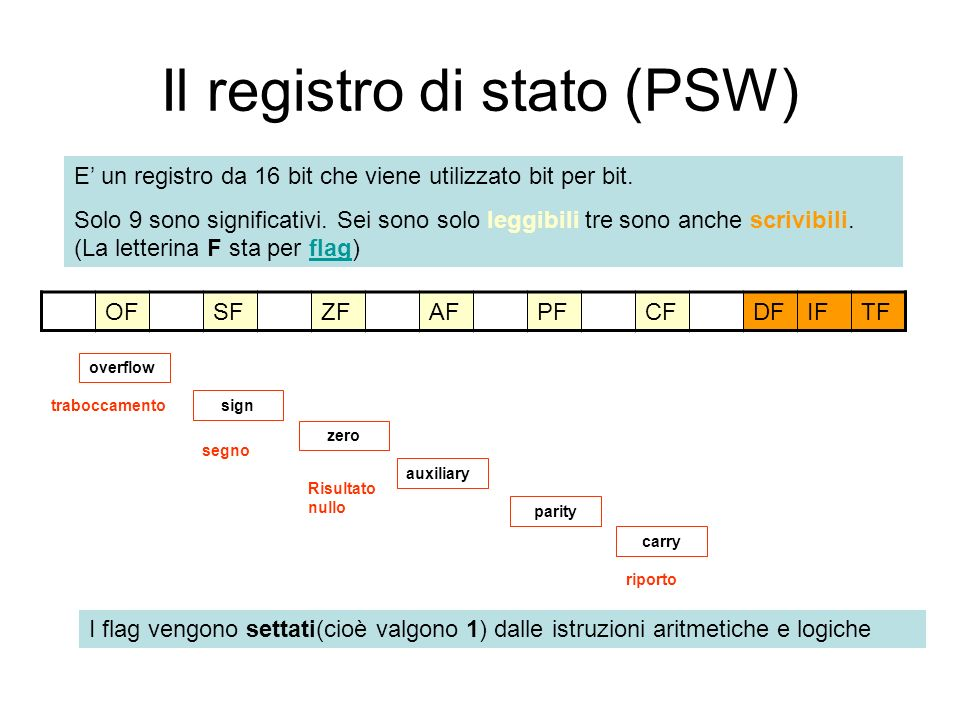 Il registro di stato (PSW)
E’ un registro da 16 bit che viene utilizzato bit per bit.
Solo 9 sono significativi. Sei sono solo leggibili tre sono anche scrivibili.
(La letterina F sta per flag)
OF SF ZF AF PF CF DF IF TF
overflow
traboccamento
sign
segno
zero
Risultato
nullo
auxiliary
parity
carry
riporto
I flag vengono settati(cioè valgono 1) dalle istruzioni aritmetiche e logiche